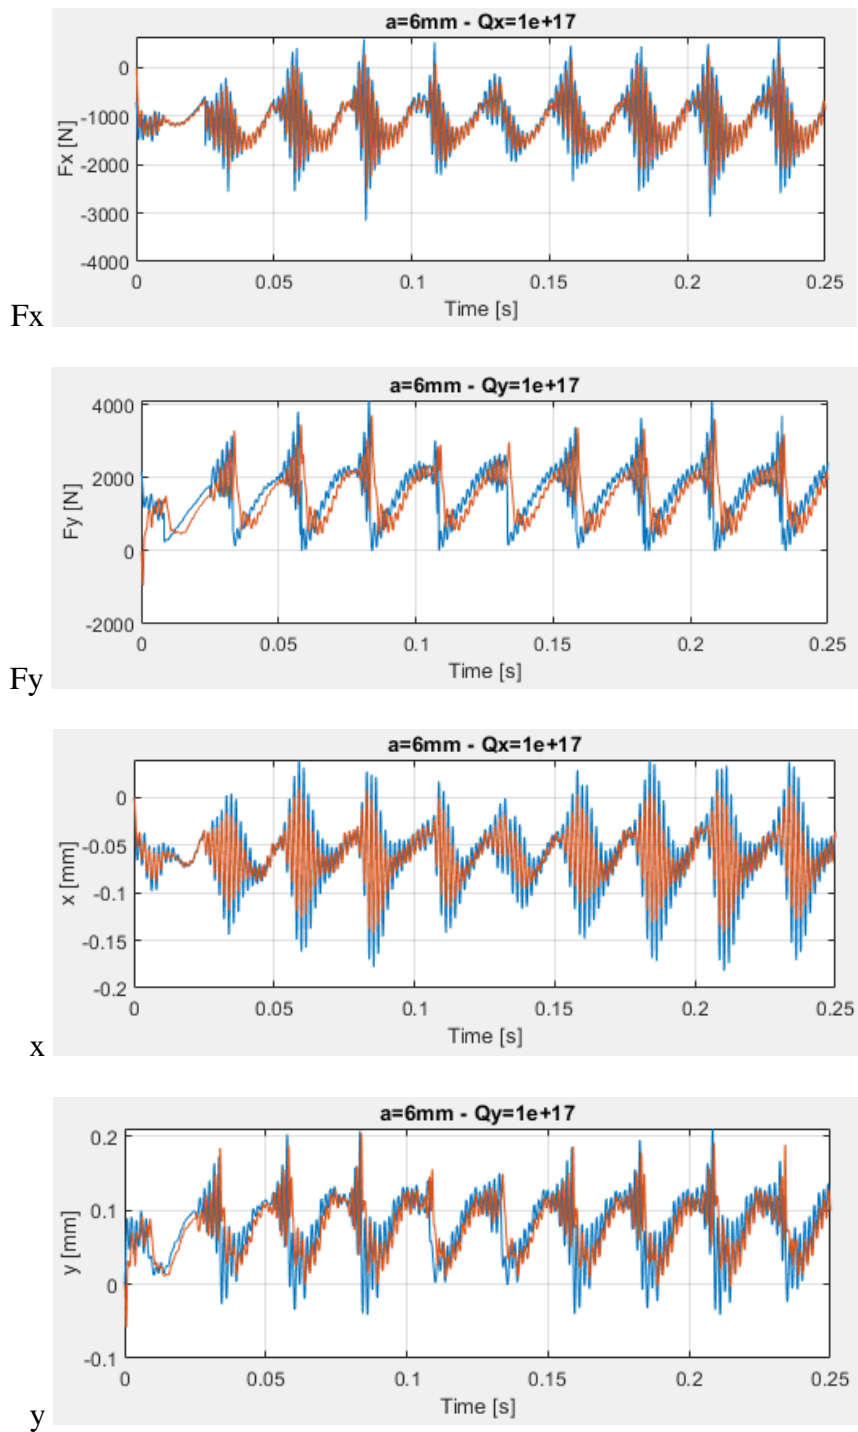 a=6mm - Qx=1e+17
0
-1000
-2000
-3000
-4000
Fx [N]
0 0.05 0.1 0.15 0.2 0.25
Time [s]
Fx
a=6mm - Qy=1e+17
4000
2000
0
-2000
Fy [N]
0 0.05 0.1 0.15 0.2 0.25
Time [s]
Fy
a=6mm - Qx=1e+17
0
-0.05
-0.1
-0.15
-0.2
x [mm]
0 0.05 0.1 0.15 0.2 0.25
Time [s]
x
a=6mm - Qy=1e+17
0.2
0.1
0
-0.1
y [mm]
0 0.05 0.1 0.15 0.2 0.25
Time [s]
y